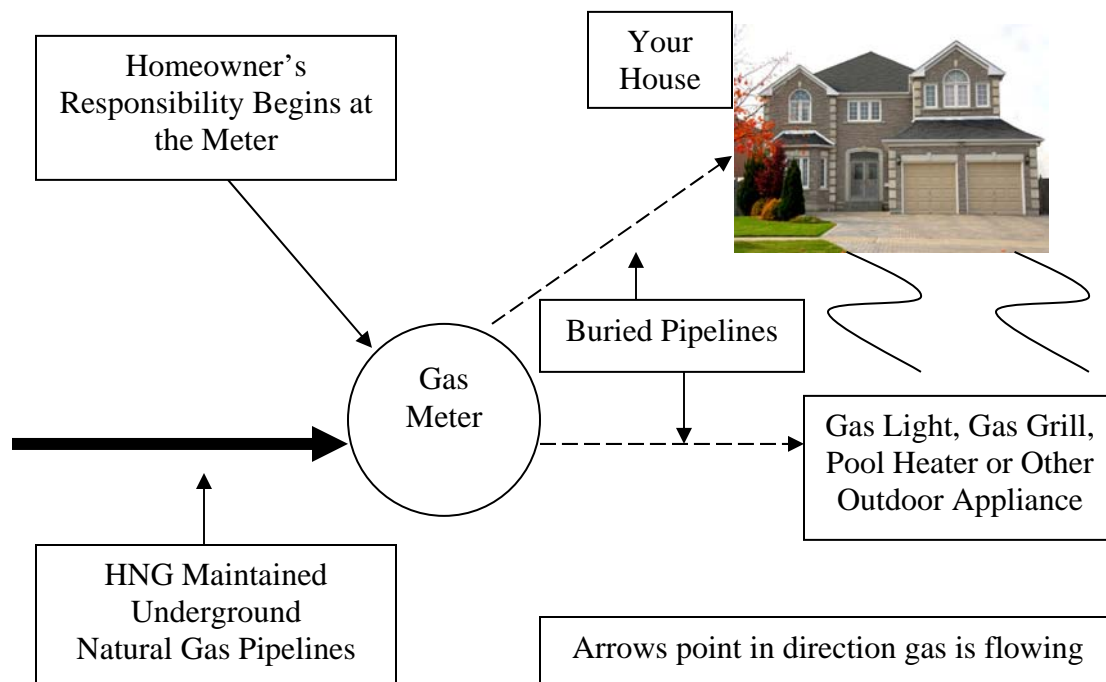 Homeowner’s
Responsibility Begins at
the Meter
Your
House
Buried Pipelines
Gas
Meter
Gas Light, Gas Grill,
Pool Heater or Other
Outdoor Appliance
HNG Maintained
Underground
Natural Gas Pipelines
Arrows point in direction gas is flowing